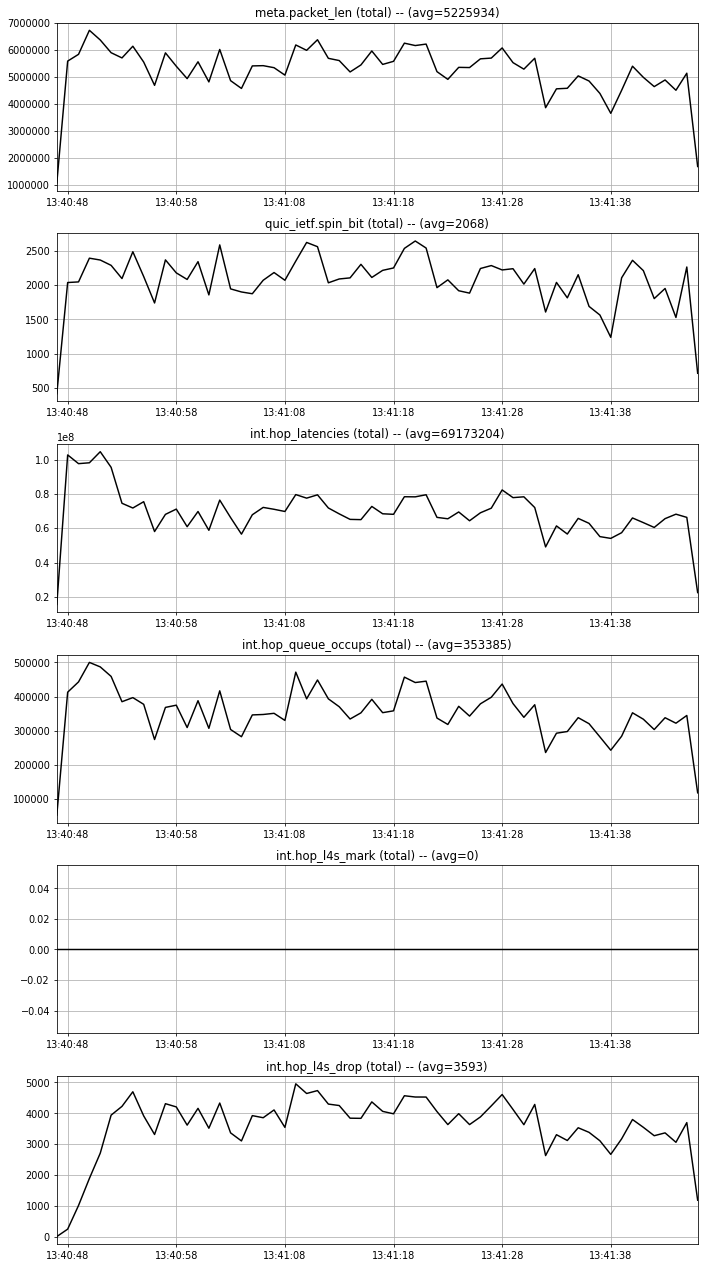 meta.packet_len (total) -- (avg=5225934)
7000000
6000000
5000000
4000000
3000000
2000000
1000000
13:40:48 13:40:58 13:41:08 13:41:18 13:41:28 13:41:38
quic_ietf.spin_bit (total) -- (avg=2068)
2500
2000
1500
1000
500
13:40:48 13:40:58 13:41:08 13:41:18 13:41:28 13:41:38
int.hop_latencies (total) -- (avg=69173204)
1e8
1.0
0.8
0.6
0.4
0.2
13:40:48 13:40:58 13:41:08 13:41:18 13:41:28 13:41:38
int.hop_queue_occups (total) -- (avg=353385)
500000
400000
300000
200000
100000
13:40:48 13:40:58 13:41:08 13:41:18 13:41:28 13:41:38
int.hop_l4s_mark (total) -- (avg=0)
0.04
0.02
0.00
−0.02
−0.04
13:40:48 13:40:58 13:41:08 13:41:18 13:41:28 13:41:38
int.hop_l4s_drop (total) -- (avg=3593)
5000
4000
3000
2000
1000
0
13:40:48 13:40:58 13:41:08 13:41:18 13:41:28 13:41:38